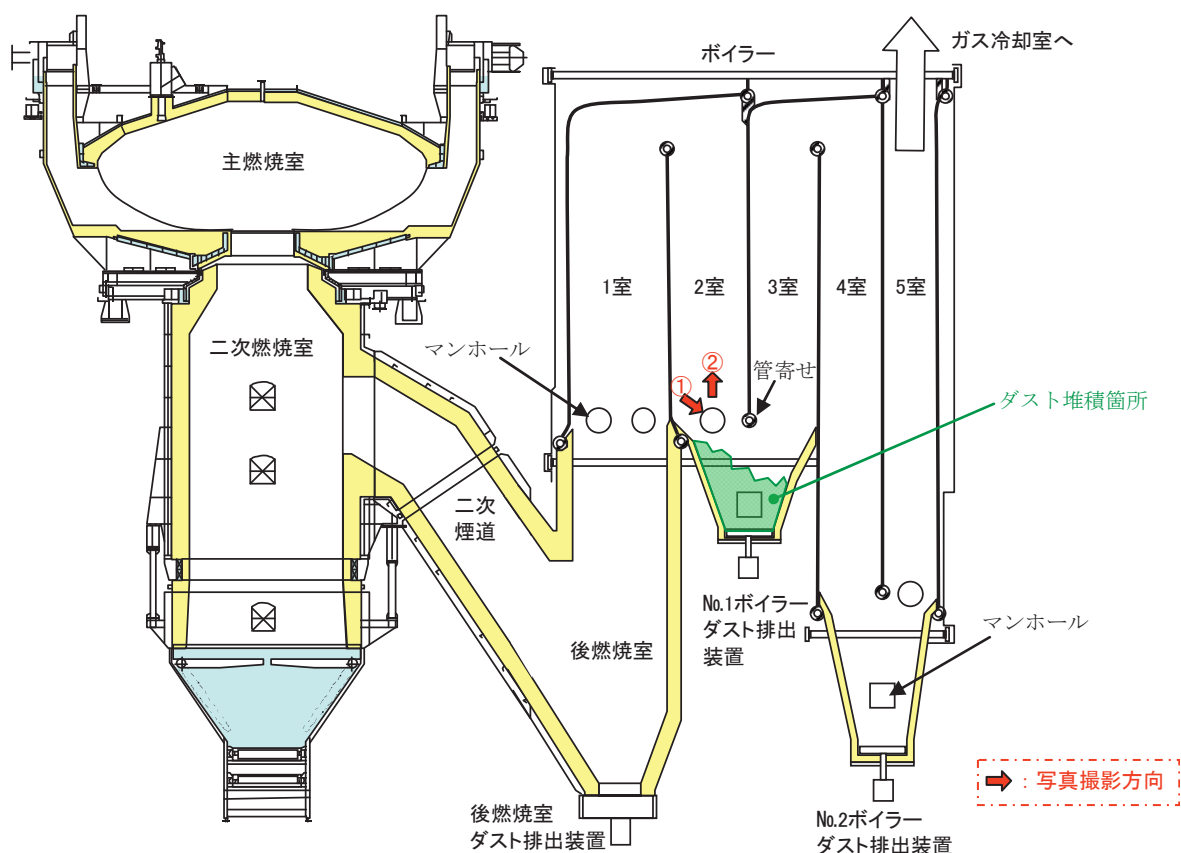 ガス冷却室へ
ボイラー
主燃焼室
1室
2室
3室
4室
5室
二次燃焼室
マンホール
①
②
管寄せ
ダスト堆積箇所
二次
煙道
No.1ボイラー
ダスト排出
装置
マンホール
後燃焼室
：写真撮影方向
後燃焼室
ダスト排出装置
No.2ボイラー
ダスト排出装置